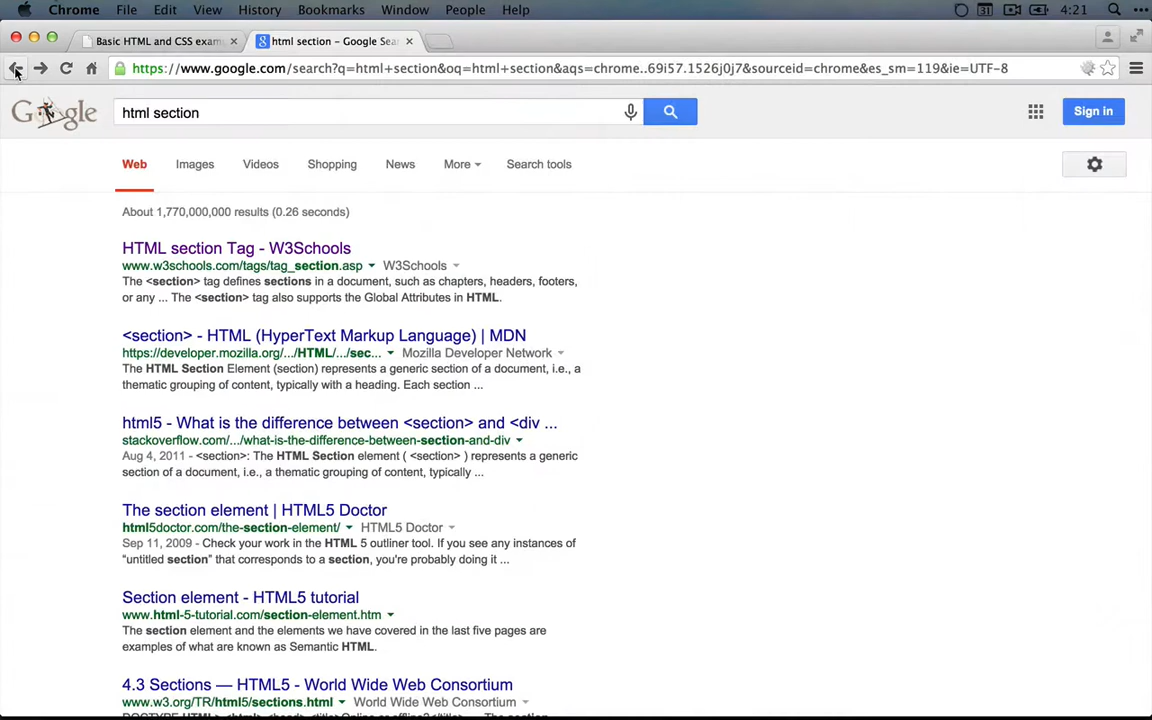 Chrome File Edit View History Bookmarks Window People Help 31 4:21
Basic HTML and CSS exam html section - Google Sea
https://www.google.com/search?q=html+section&oq=html+section&aqs=chrome..69i57.1526j0j7&sourceid=chrome&es_sm=119&ie=UTF-8
Google html section Sign in
Web Images Videos Shopping News More Search tools
About 1,770,000,000 results (0.26 seconds)
HTML section Tag - W3Schools
www.w3schools.com/tags/tag_section.asp W3Schools
The <section> tag defines sections in a document, such as chapters, headers, footers,
or any ... The <section> tag also supports the Global Attributes in HTML.
<section> - HTML (HyperText Markup Language) | MDN
https://developer.mozilla.org/.../HTML/.../sec... Mozilla Developer Network
The HTML Section Element (section) represents a generic section of a document, i.e., a
thematic grouping of content, typically with a heading. Each section ...
html5 - What is the difference between <section> and <div ...
stackoverflow.com/.../what-is-the-difference-between-section-and-div
Aug 4, 2011 - <section>: The HTML Section element ( <section> ) represents a generic
section of a document, i.e., a thematic grouping of content, typically ...
The section element | HTML5 Doctor
html5doctor.com/the-section-element/ HTML5 Doctor
Sep 11, 2009 - Check your work in the HTML 5 outliner tool. If you see any instances of
"untitled section" that corresponds to a section, you're probably doing it ...
Section element - HTML5 tutorial
www.html-5-tutorial.com/section-element.htm
The section element and the elements we have covered in the last five pages are
examples of what are known as Semantic HTML.
4.3 Sections — HTML5 - World Wide Web Consortium
www.w3.org/TR/html5/sections.html World Wide Web Consortium